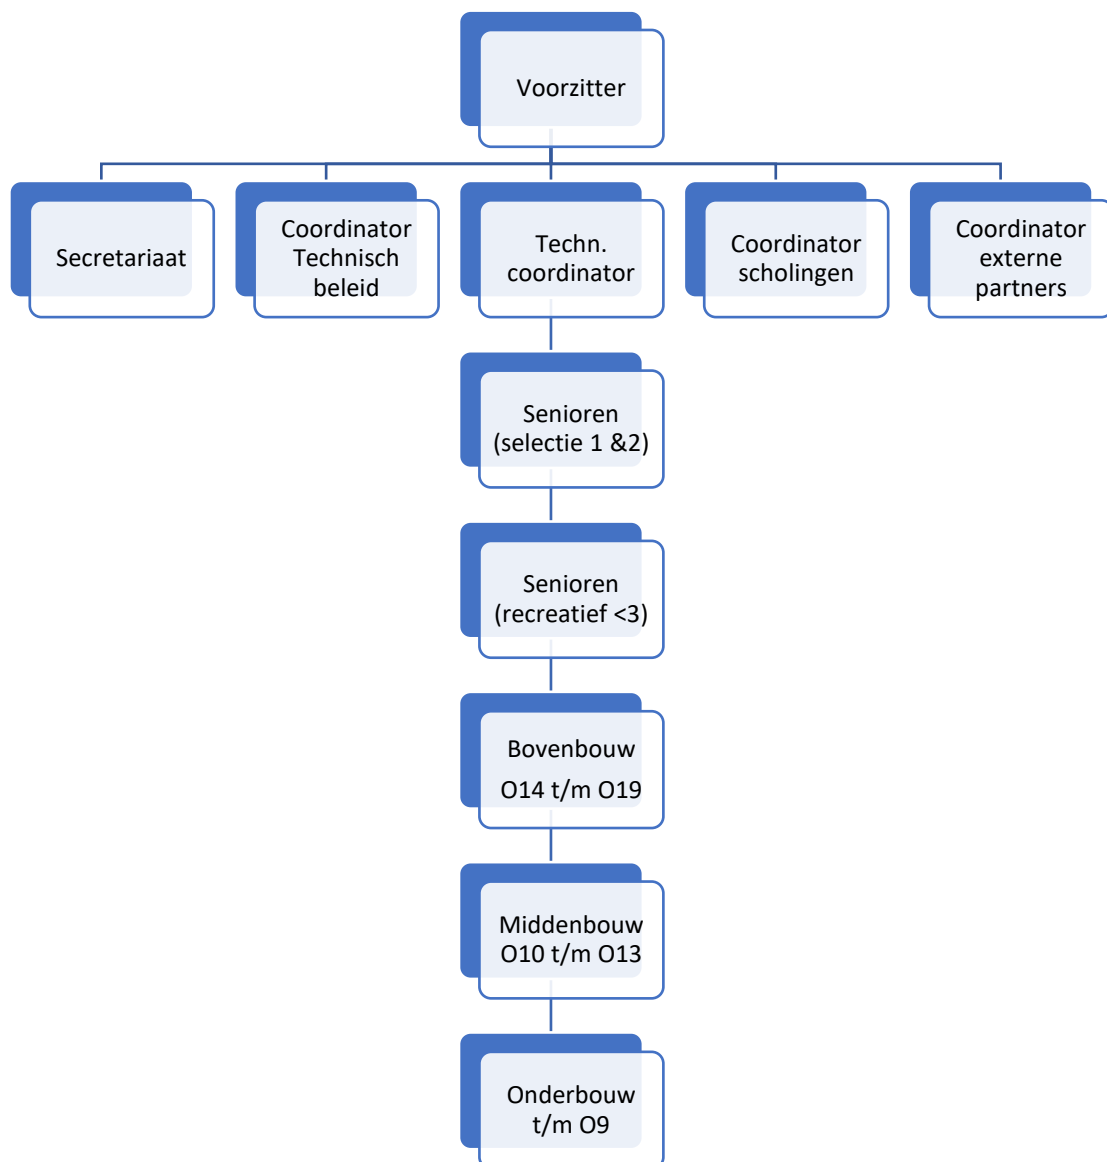 Voorzitter
Secretariaat
Coordinator
Technisch
beleid
Techn.
coordinator
Coordinator
scholingen
Coordinator
externe
partners
Senioren
(selectie 1 &2)
Senioren
(recreatief <3)
Bovenbouw
O14 t/m O19
Middenbouw
O10 t/m O13
Onderbouw
t/m O9